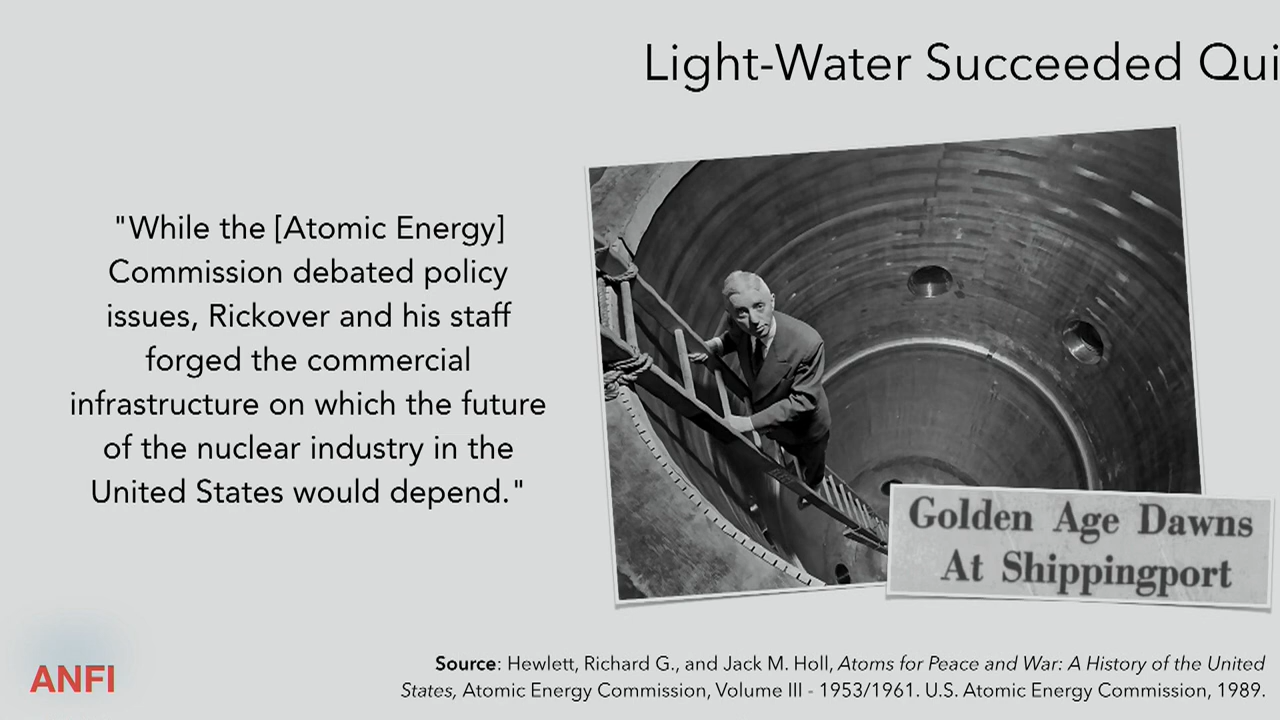 Light-Water Succeeded Qui
"While the [Atomic Energy]
Commission debated policy
issues, Rickover and his staff
forged the commercial
infrastructure on which the future
of the nuclear industry in the
United States would depend."
Golden Age Dawns
At Shippingport
Source: Hewlett, Richard G., and Jack M. Holl, Atoms for Peace and War: A History of the United
States, Atomic Energy Commission, Volume III - 1953/1961. U.S. Atomic Energy Commission, 1989.
ANFI